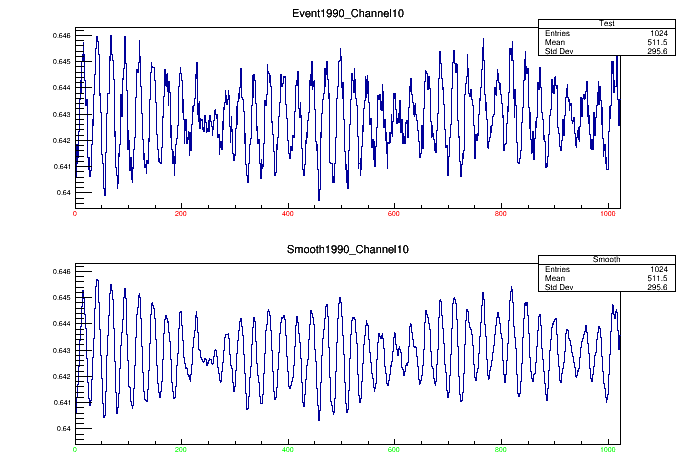 Event1990_Channel10
Test
Entries 1024
Mean 511.5
Std Dev 295.6
0.646
0.645
0.644
0.643
0.642
0.641
0.64
0 200 400 600 800 1000
Smooth1990_Channel10
Smooth
Entries 1024
Mean 511.5
Std Dev 295.6
0.646
0.645
0.644
0.643
0.642
0.641
0.64
0 200 400 600 800 1000